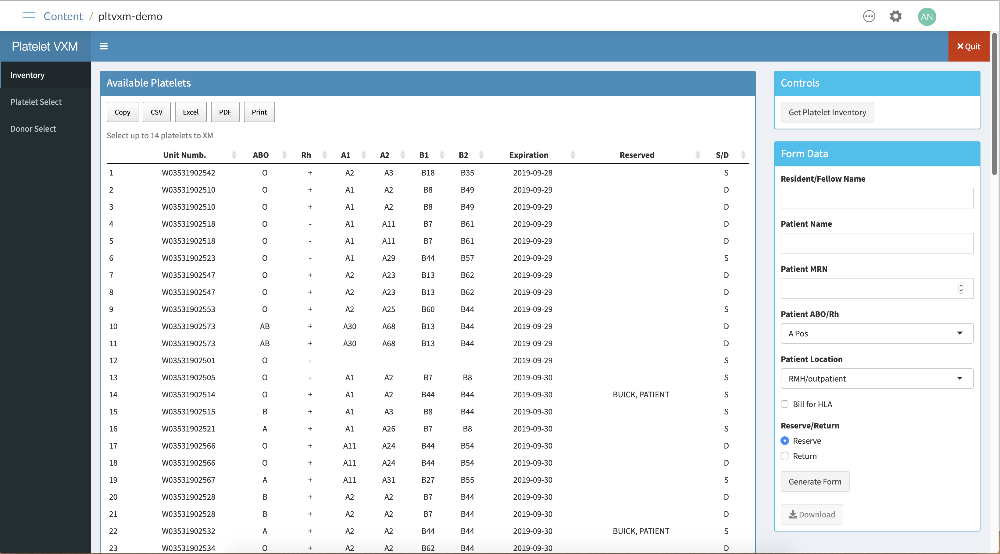 Content / pltvxm-demo
AN
Platelet VXM
Quit
Inventory
Platelet Select
Donor Select
Available Platelets
Copy CSV Excel PDF Print
Select up to 14 platelets to XM
Unit Numb. ABO Rh A1 A2 B1 B2 Expiration Reserved S/D
1 W03531902542 O + A2 A3 B18 B35 2019-09-28 S
2 W03531902510 O + A1 A2 B8 B49 2019-09-29 D
3 W03531902510 O + A1 A2 B8 B49 2019-09-29 D
4 W03531902518 O - A1 A11 B7 B61 2019-09-29 D
5 W03531902518 O - A1 A11 B7 B61 2019-09-29 D
6 W03531902523 O - A1 A29 B44 B57 2019-09-29 S
7 W03531902547 O + A2 A23 B13 B62 2019-09-29 D
8 W03531902547 O + A2 A23 B13 B62 2019-09-29 D
9 W03531902553 O + A2 A25 B60 B44 2019-09-29 S
10 W03531902573 AB + A30 A68 B13 B44 2019-09-29 D
11 W03531902573 AB + A30 A68 B13 B44 2019-09-29 D
12 W03531902501 O - 2019-09-29 S
13 W03531902505 O - A1 A2 B7 B8 2019-09-30 S
14 W03531902514 O + A1 A2 B44 B44 2019-09-30 BUICK, PATIENT S
15 W03531902515 B + A1 A3 B8 B44 2019-09-30 S
16 W03531902521 A + A1 A26 B7 B8 2019-09-30 S
17 W03531902566 O + A11 A24 B44 B54 2019-09-30 D
18 W03531902566 O + A11 A24 B44 B54 2019-09-30 D
19 W03531902567 A + A11 A31 B27 B55 2019-09-30 S
20 W03531902528 B + A2 A2 B7 B44 2019-09-30 D
21 W03531902528 B + A2 A2 B7 B44 2019-09-30 D
22 W03531902532 A + A2 A2 B44 B44 2019-09-30 BUICK, PATIENT S
23 W03531902534 O + A2 A2 B62 B44 2019-09-30 D
Controls
Get Platelet Inventory
Form Data
Resident/Fellow Name
Patient Name
Patient MRN
Patient ABO/Rh
A Pos
Patient Location
RMH/outpatient
Bill for HLA
Reserve/Return
Reserve
Return
Generate Form
Download